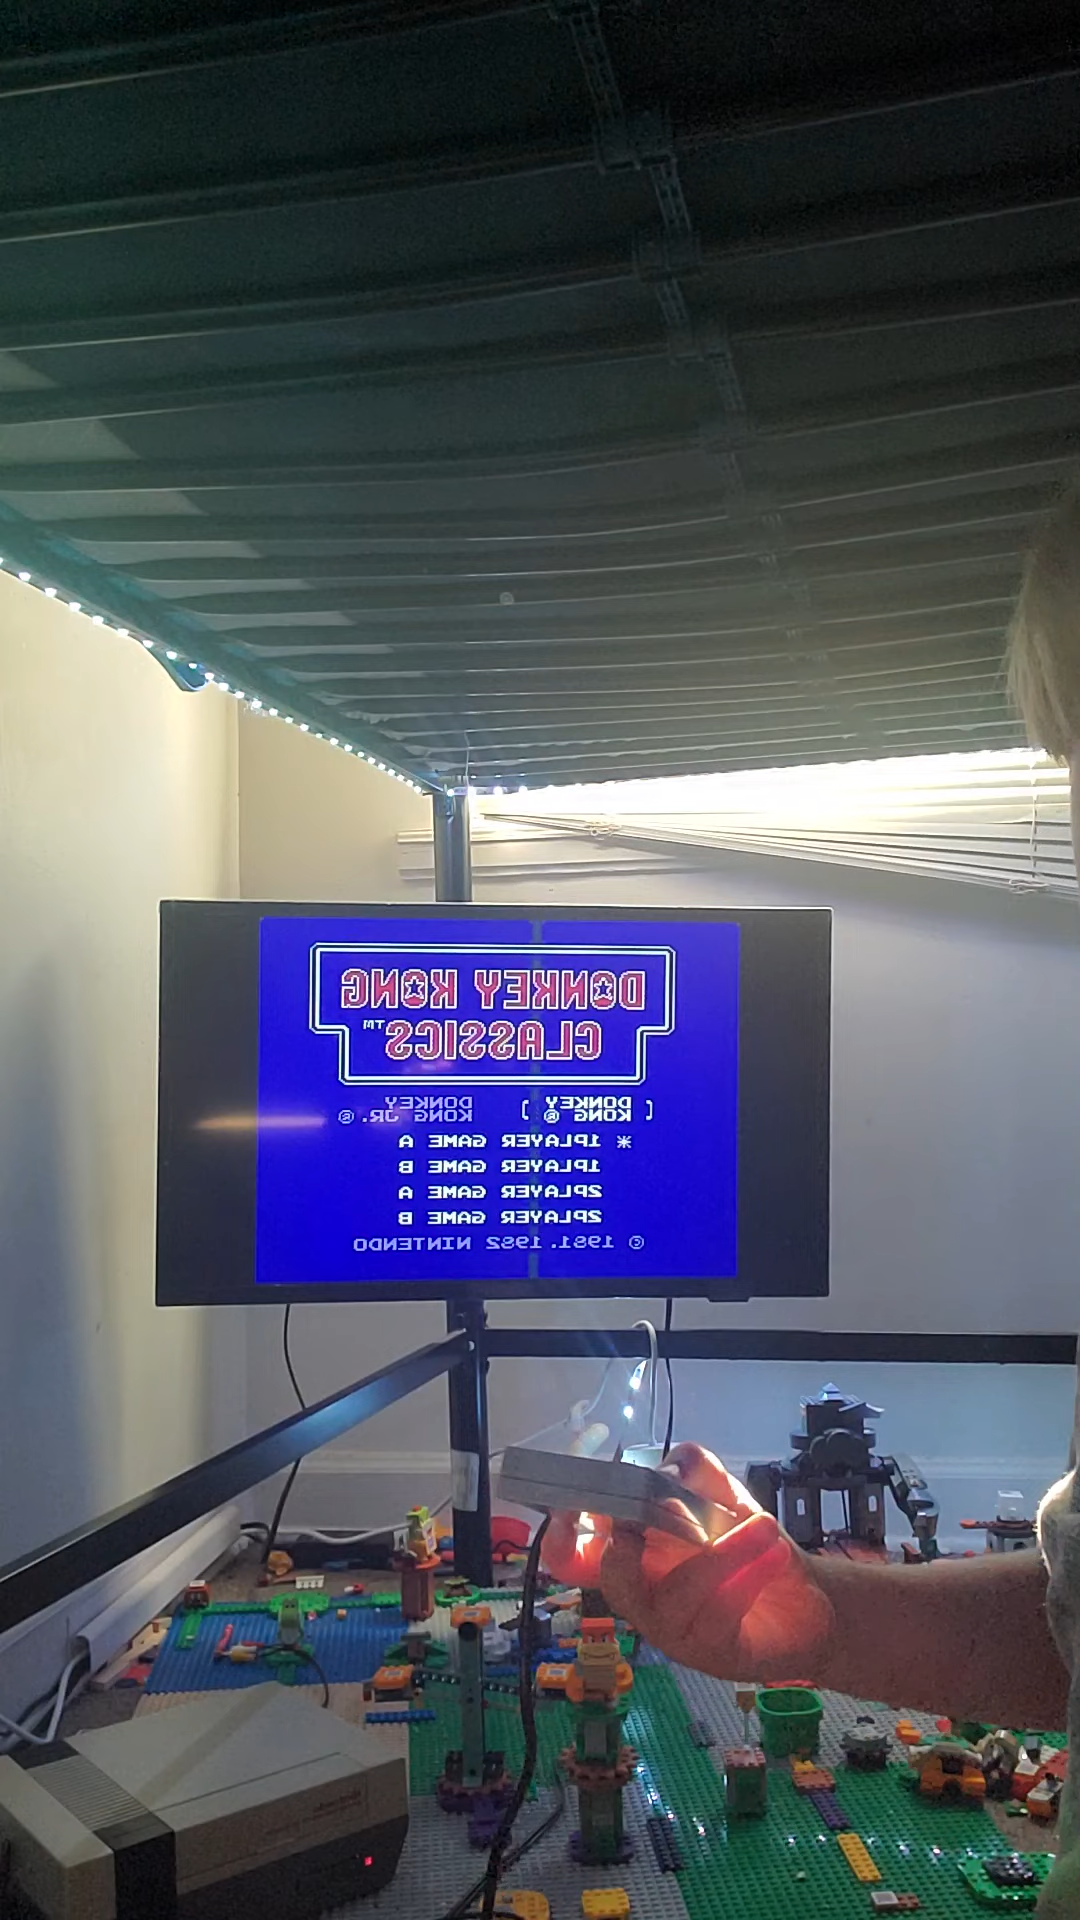 DONKEY KONG
CLASSICS™
[ DONKEY KONG ® ] DONKEY KONG JR. ®
* 1PLAYER GAME A
1PLAYER GAME B
2PLAYER GAME A
2PLAYER GAME B
© 1981.1982 NINTENDO